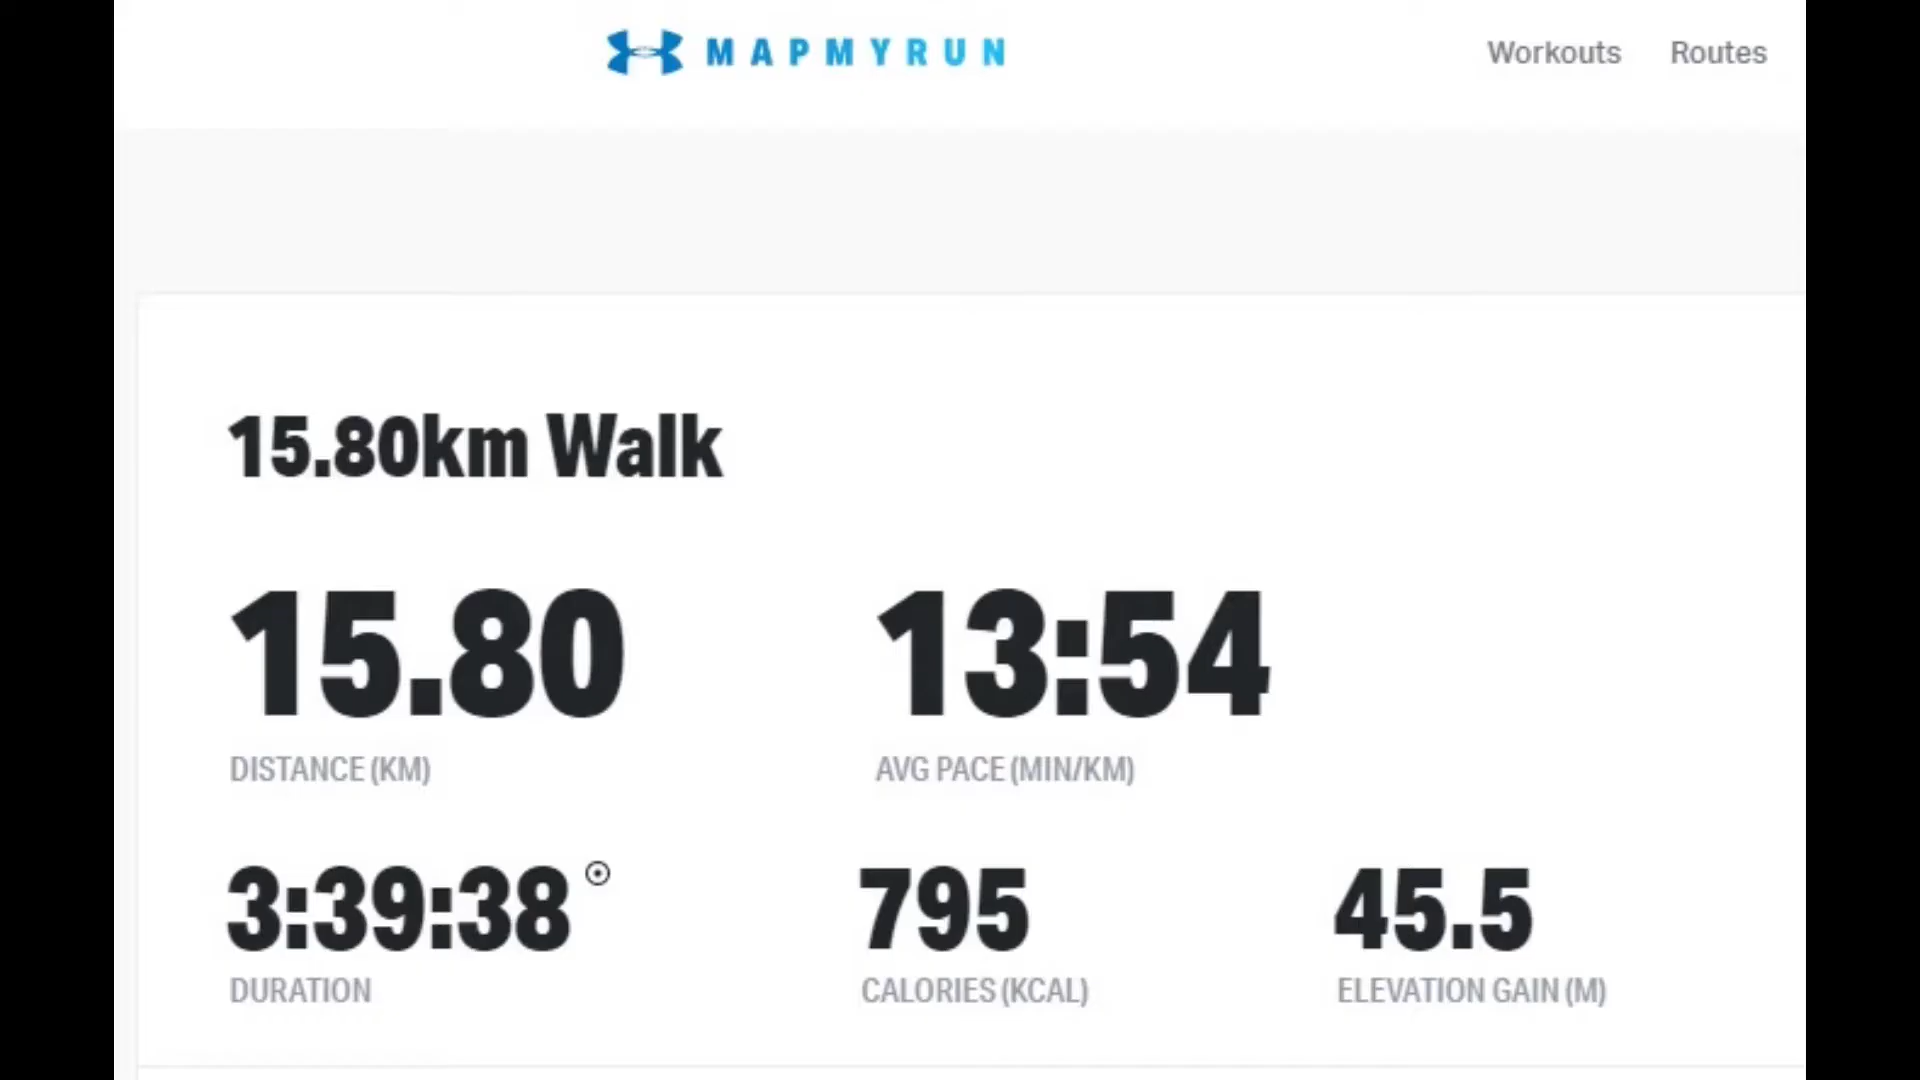 MAPMYRUN
Workouts Routes
15.80km Walk
15.80 13:54
DISTANCE (KM) AVG PACE (MIN/KM)
3:39:38 795 45.5
DURATION CALORIES (KCAL) ELEVATION GAIN (M)